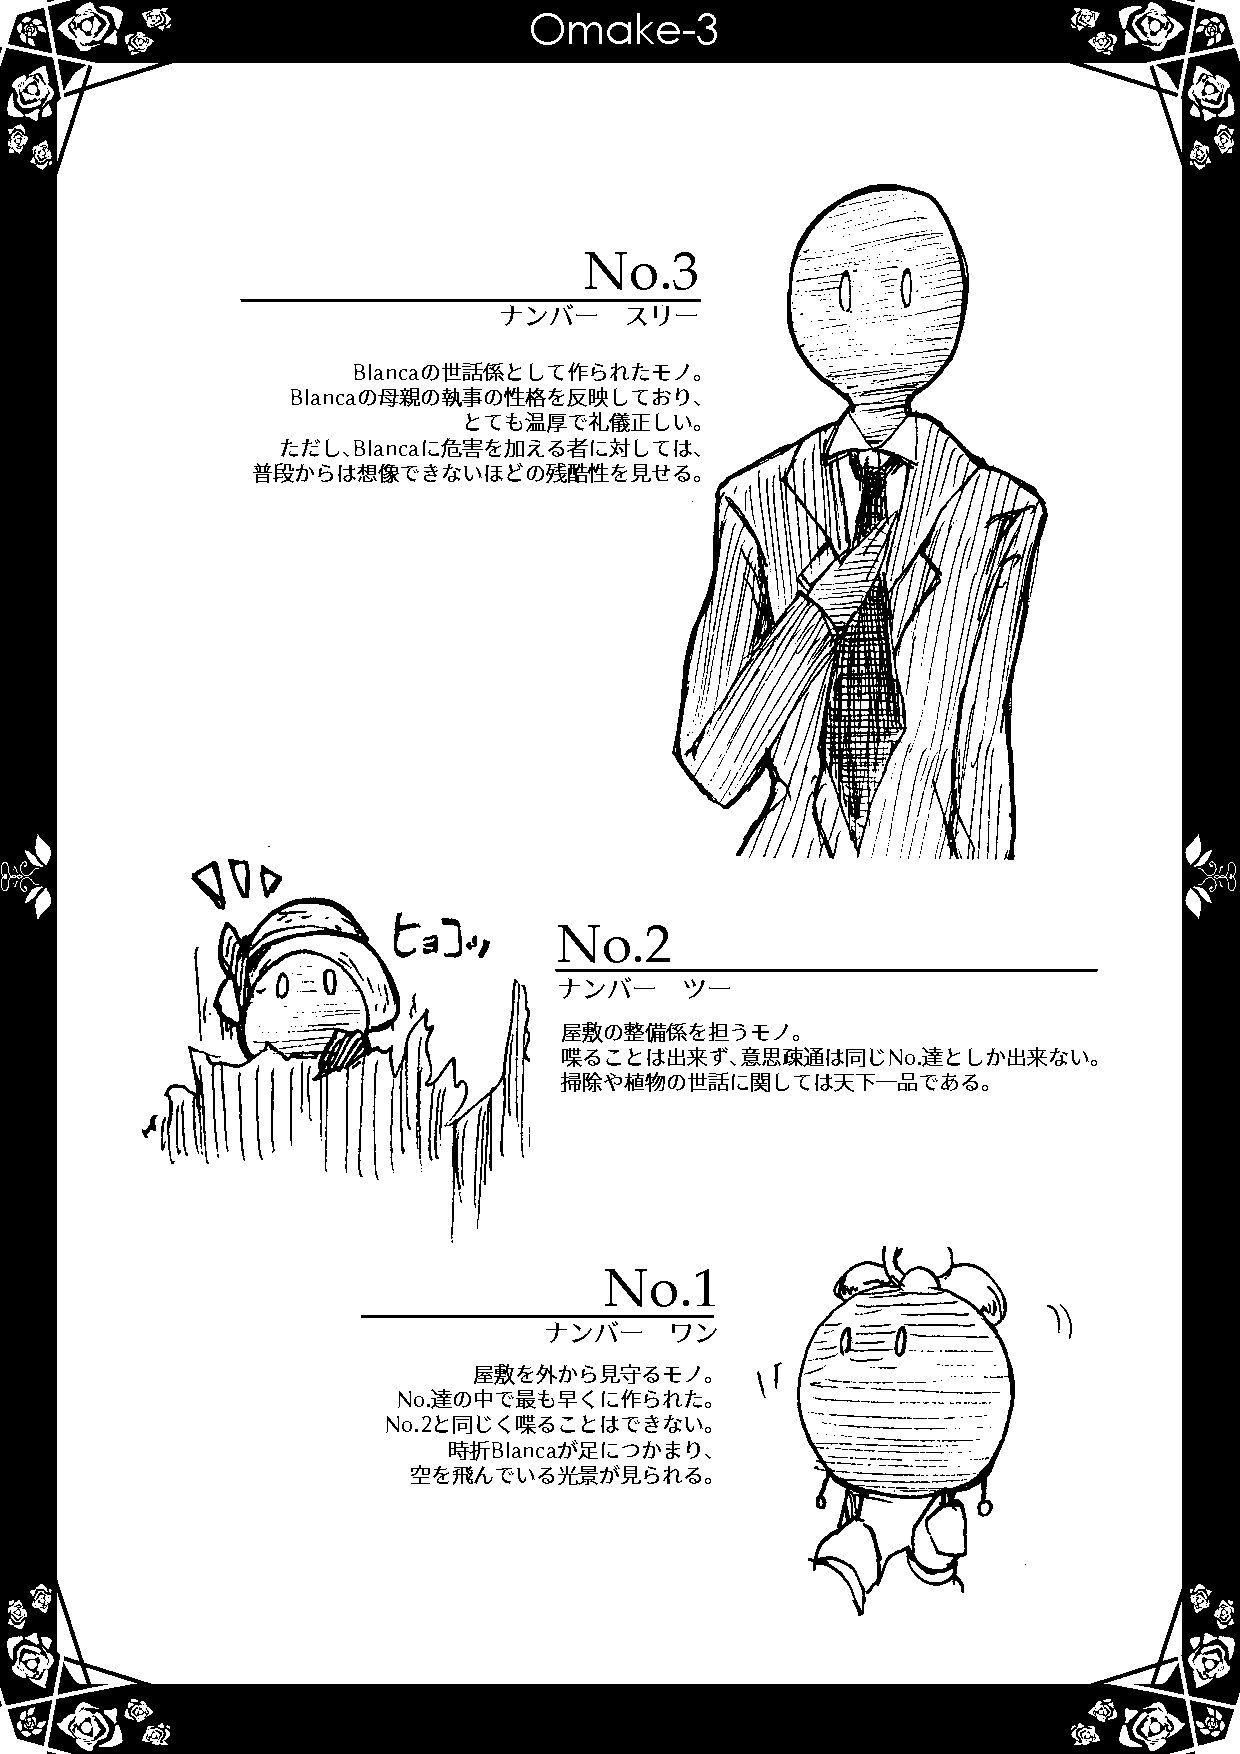 Omake-3
No.3
ナンバー　スリー
Blancaの世話係として作られたモノ。
Blancaの母親の執事の性格を反映しており、
とても温厚で礼儀正しい。
ただし、Blancaに危害を加える者に対しては、
普段からは想像できないほどの残酷性を見せる。
ヒョコッ
No.2
ナンバー　ツー
屋敷の整備係を担うモノ。
喋ることは出来ず、意思疎通は同じNo.達としか出来ない。
掃除や植物の世話に関しては天下一品である。
No.1
ナンバー　ワン
屋敷を外から見守るモノ。
No.達の中で最も早くに作られた。
No.2と同じく喋ることはできない。
時折Blancaが足につかまり、
空を飛んでいる光景が見られる。